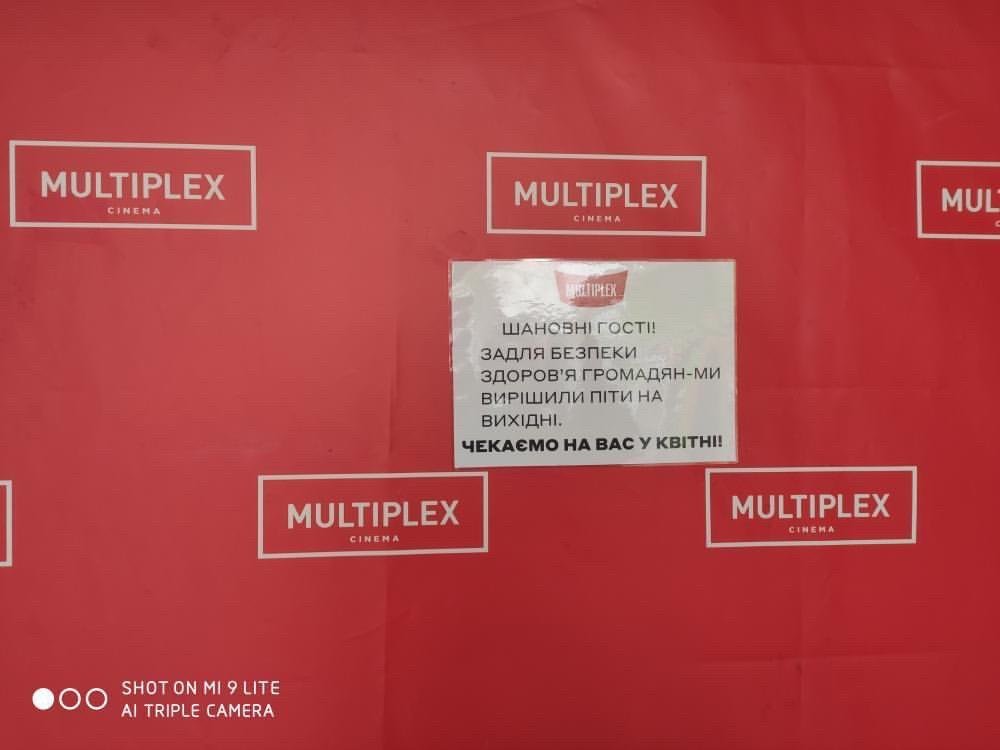 MULTIPLEX
CINEMA
MULTIPLEX
CINEMA
MULTIPLEX
ШАНОВНІ ГОСТІ!
ЗАДЛЯ БЕЗПЕКИ
ЗДОРОВ'Я ГРОМАДЯН-МИ
ВИРІШИЛИ ПІТИ НА
ВИХІДНІ.
ЧЕКАЄМО НА ВАС У КВІТНІ!
MULTIPLEX
CINEMA
MULTIPLEX
CINEMA
SHOT ON MI 9 LITE
AI TRIPLE CAMERA